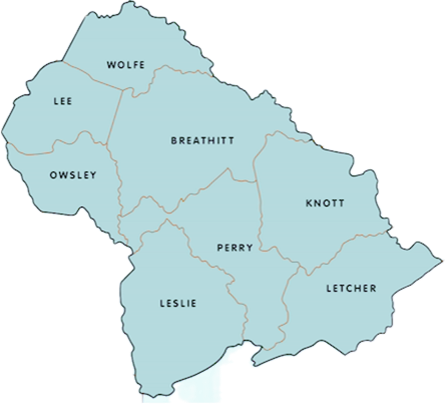 WOLFE
LEE
BREATHITT
OWSLEY
KNOTT
PERRY
LETCHER
LESLIE